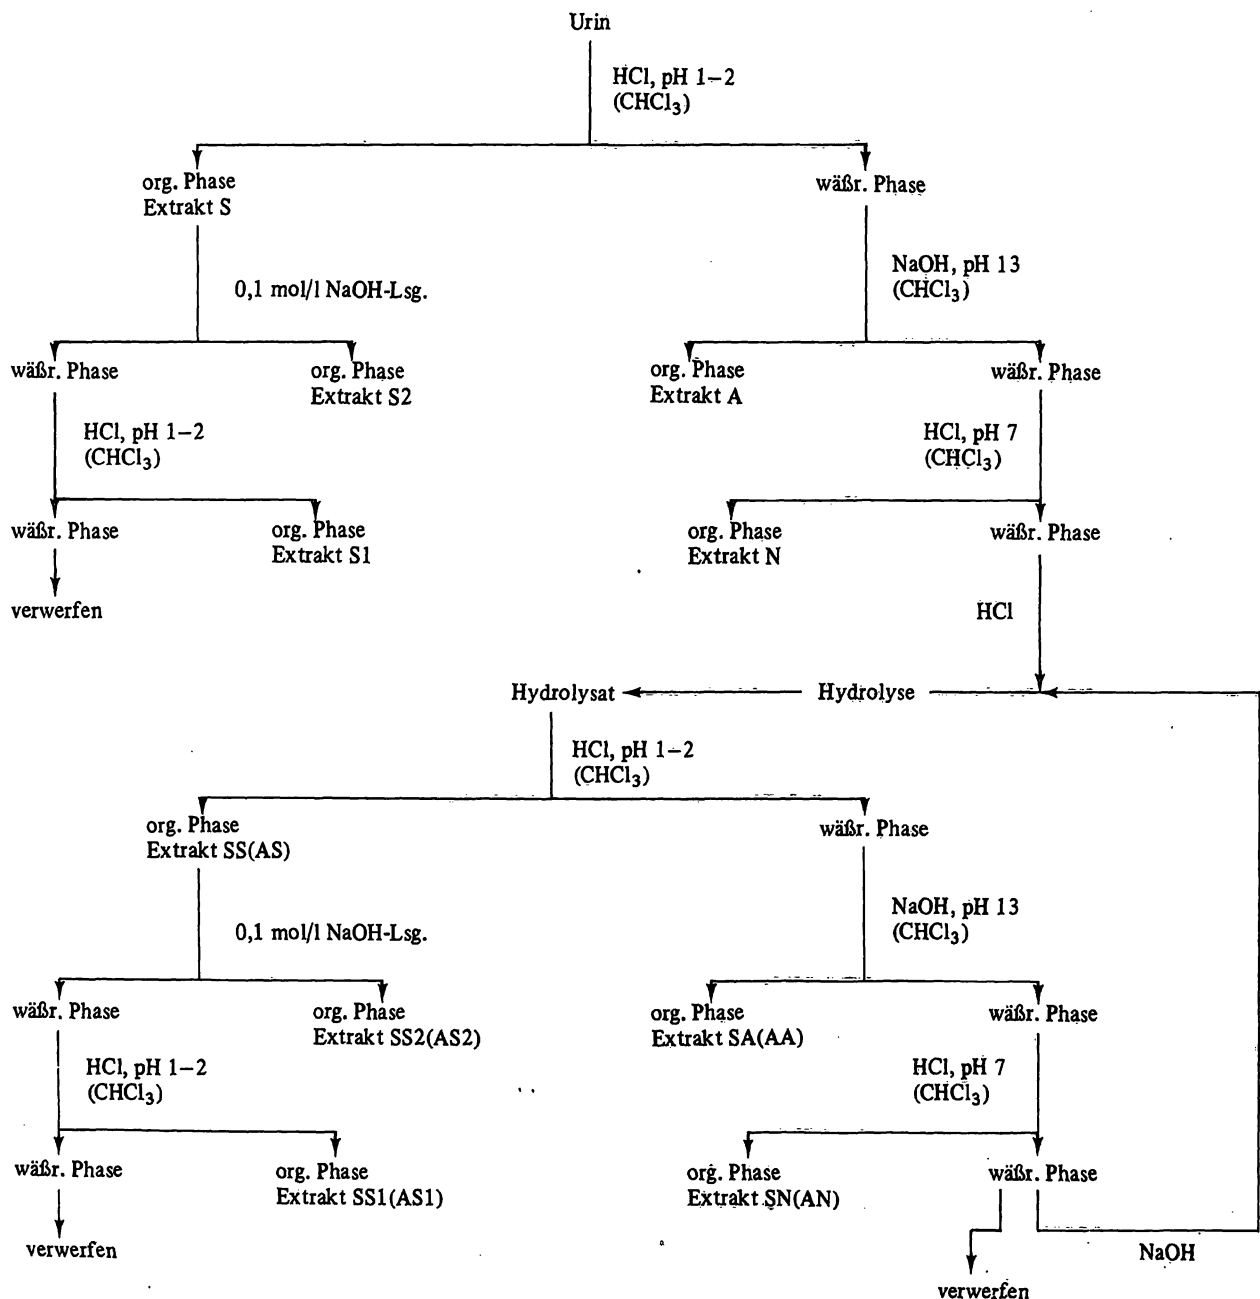 Urin
HCl, pH 1–2
(CHCl₃)
org. Phase
Extrakt S
wäßr. Phase
0,1 mol/l NaOH-Lsg.
NaOH, pH 13
(CHCl₃)
wäßr. Phase
org. Phase
Extrakt S2
org. Phase
Extrakt A
wäßr. Phase
HCl, pH 1–2
(CHCl₃)
HCl, pH 7
(CHCl₃)
wäßr. Phase
org. Phase
Extrakt S1
org. Phase
Extrakt N
wäßr. Phase
verwerfen
HCl
Hydrolysat
Hydrolyse
HCl, pH 1–2
(CHCl₃)
org. Phase
Extrakt SS(AS)
wäßr. Phase
0,1 mol/l NaOH-Lsg.
NaOH, pH 13
(CHCl₃)
wäßr. Phase
org. Phase
Extrakt SS2(AS2)
org. Phase
Extrakt SA(AA)
wäßr. Phase
HCl, pH 1–2
(CHCl₃)
HCl, pH 7
(CHCl₃)
wäßr. Phase
org. Phase
Extrakt SS1(AS1)
org. Phase
Extrakt SN(AN)
wäßr. Phase
verwerfen
NaOH
verwerfen